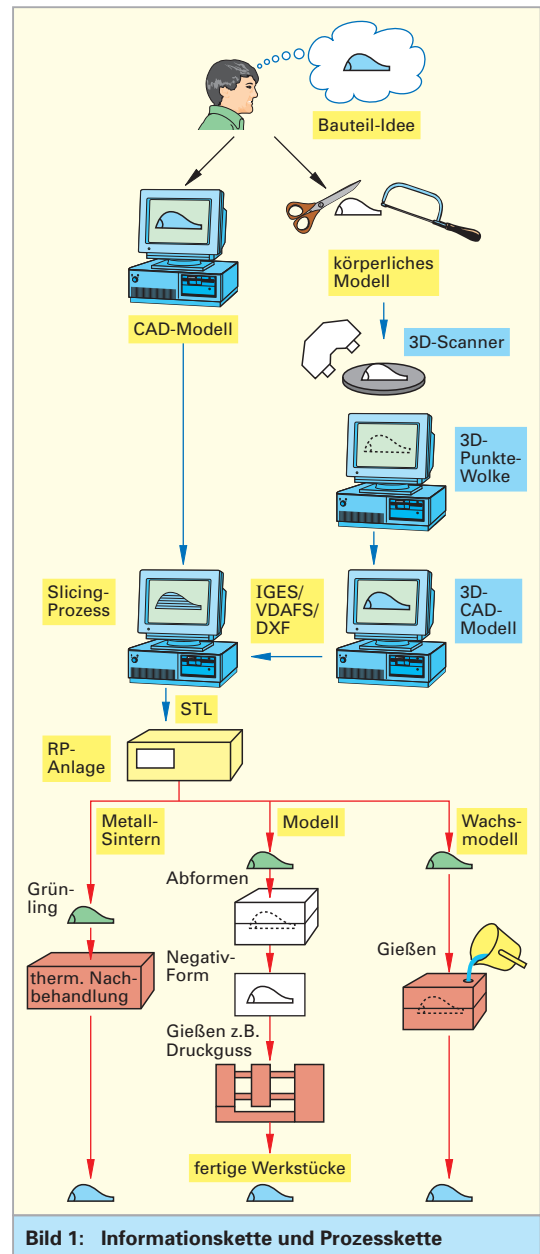 Bauteil-Idee
CAD-Modell
körperliches
Modell
3D-Scanner
3D-
Punkte-
Wolke
Slicing-
Prozess
IGES/
VDAFS/
DXF
3D-
CAD-
Modell
STL
RP-
Anlage
Metall-
Sintern
Modell
Wachs-
modell
Grün-
ling
Abformen
therm. Nach-
behandlung
Negativ-
Form
Gießen
Gießen z.B.
Druckguss
fertige Werkstücke
Bild 1: Informationskette und Prozesskette